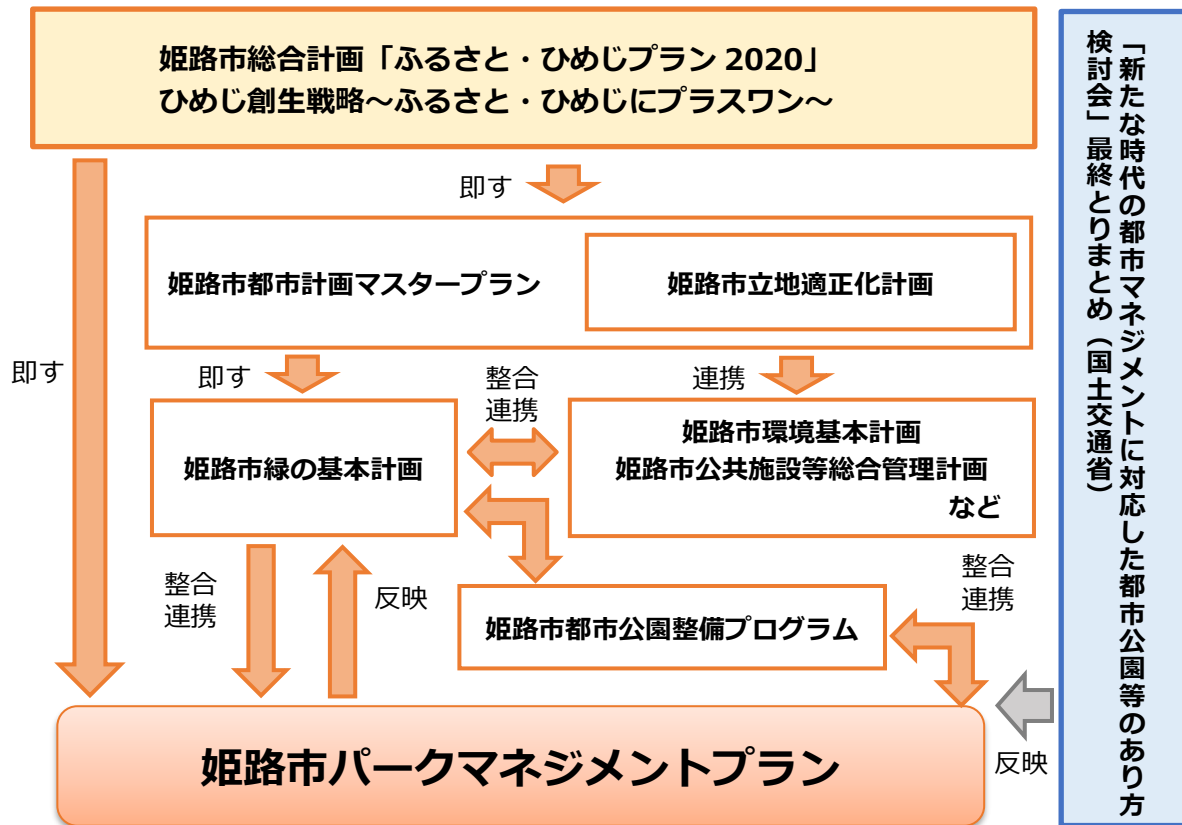 姫路市総合計画「ふるさと・ひめじプラン 2020」
ひめじ創生戦略～ふるさと・ひめじにプラスワン～
即す
即す
姫路市都市計画マスタープラン
姫路市立地適正化計画
即す
整合
連携
連携
姫路市緑の基本計画
姫路市環境基本計画
姫路市公共施設等総合管理計画
など
整合
連携
反映
姫路市都市公園整備プログラム
整合
連携
姫路市パークマネジメントプラン
反映
「新たな時代の都市マネジメントに対応した都市公園等のあり方
検討会」最終とりまとめ（国土交通省）